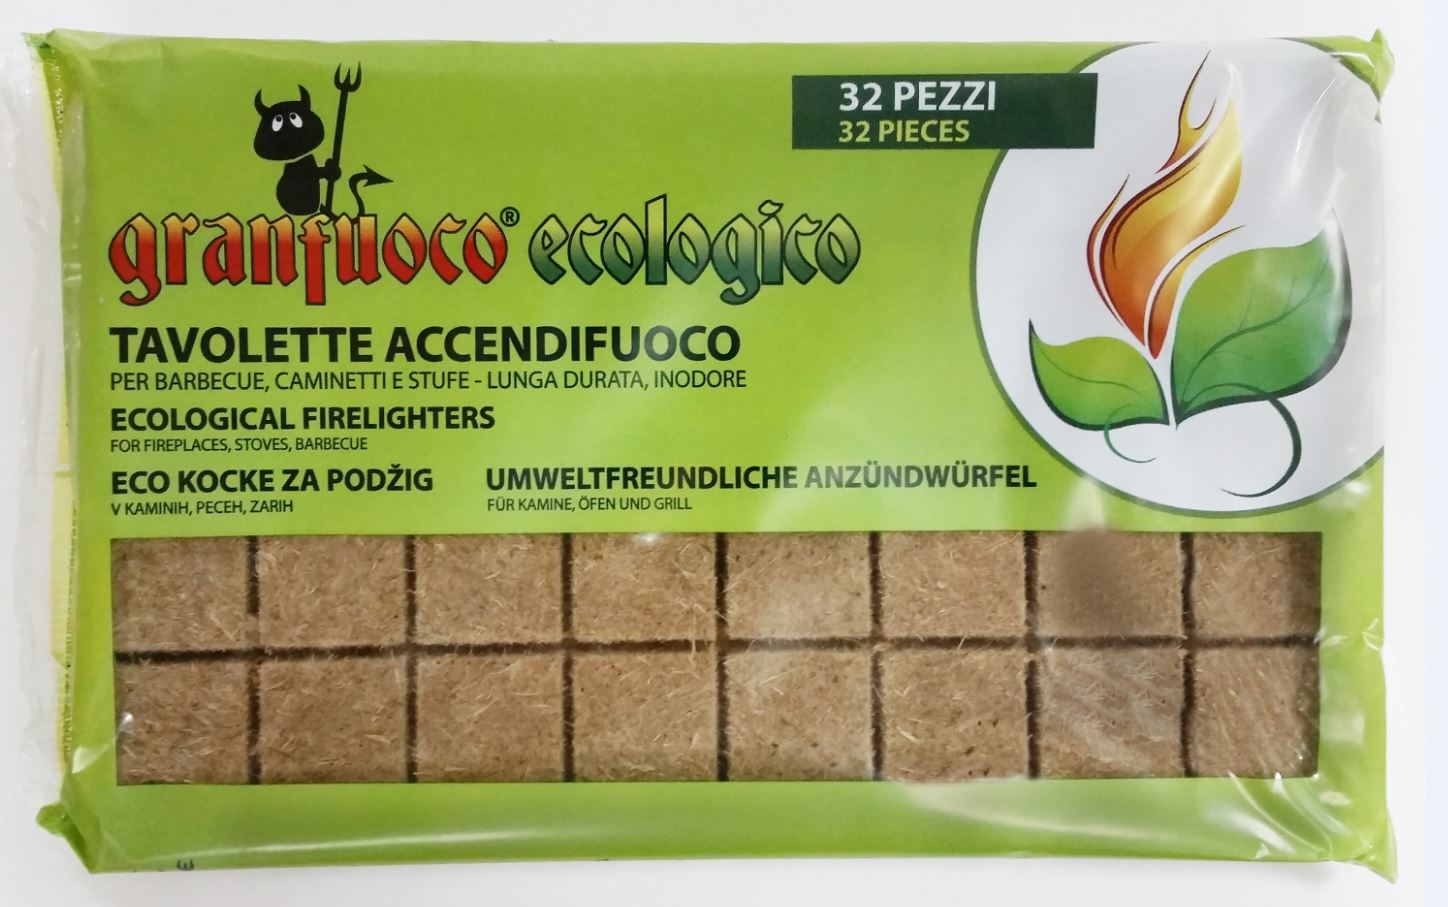 32 PEZZI
32 PIECES
granfuoco® ecologico
TAVOLETTE ACCENDIFUOCO
PER BARBECUE, CAMINETTI E STUFE - LUNGA DURATA, INODORE
ECOLOGICAL FIRELIGHTERS
FOR FIREPLACES, STOVES, BARBECUE
ECO KOCKE ZA PODŽIG
V KAMINIH, PECEH, ZARIH
UMWELTFREUNDLICHE ANZÜNDWÜRFEL
FÜR KAMINE, ÖFEN UND GRILL